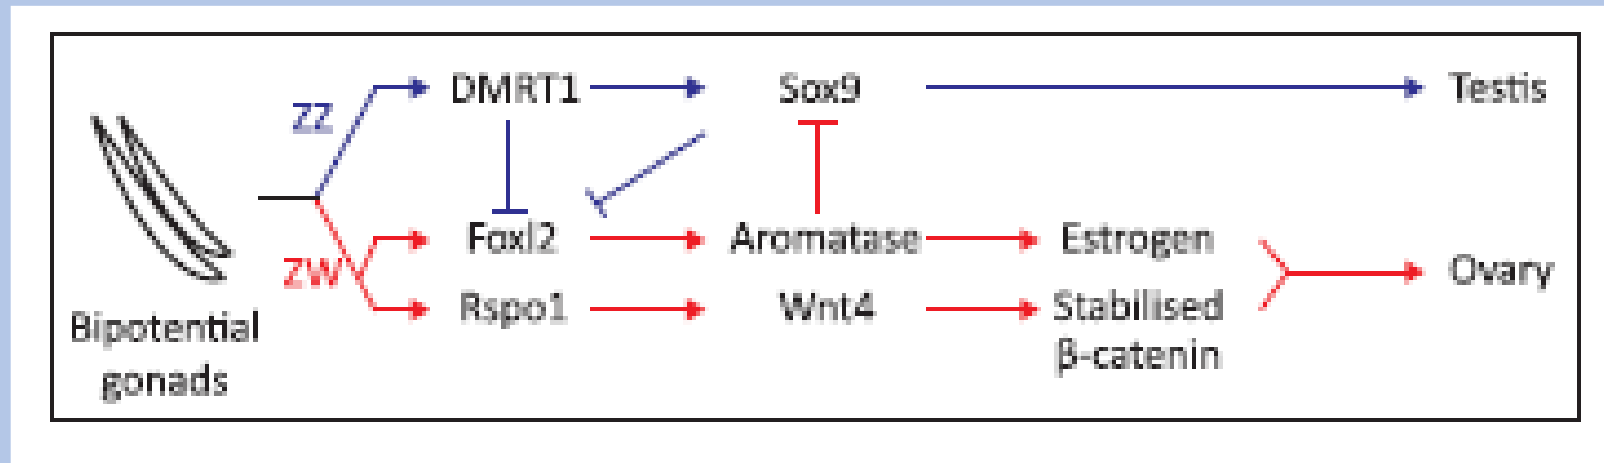 ZZ
DMRT1
Sox9
Testis
ZW
Foxl2
Aromatase
Estrogen
Ovary
Rspo1
Wnt4
Stabilised
β-catenin
Bipotential
gonads